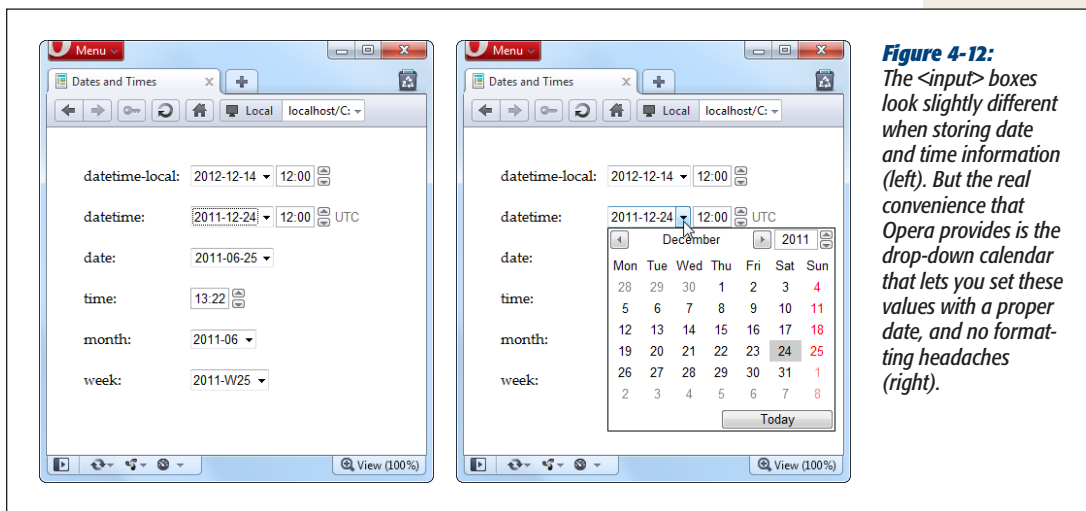 Menu
Dates and Times
Local localhost/C:
datetime-local: 2012-12-14 12:00
datetime: 2011-12-24 12:00 UTC
date: 2011-06-25
time: 13:22
month: 2011-06
week: 2011-W25
View (100%)
Menu
Dates and Times
Local localhost/C:
datetime-local: 2012-12-14 12:00
datetime: 2011-12-24 12:00 UTC
date:
time:
month:
week:
December 2011
Mon Tue Wed Thu Fri Sat Sun
28 29 30 1 2 3 4
5 6 7 8 9 10 11
12 13 14 15 16 17 18
19 20 21 22 23 24 25
26 27 28 29 30 31 1
2 3 4 5 6 7 8
Today
View (100%)
Figure 4-12:
The <input> boxes
look slightly different
when storing date
and time information
(left). But the real
convenience that
Opera provides is the
drop-down calendar
that lets you set these
values with a proper
date, and no format-
ting headaches
(right).